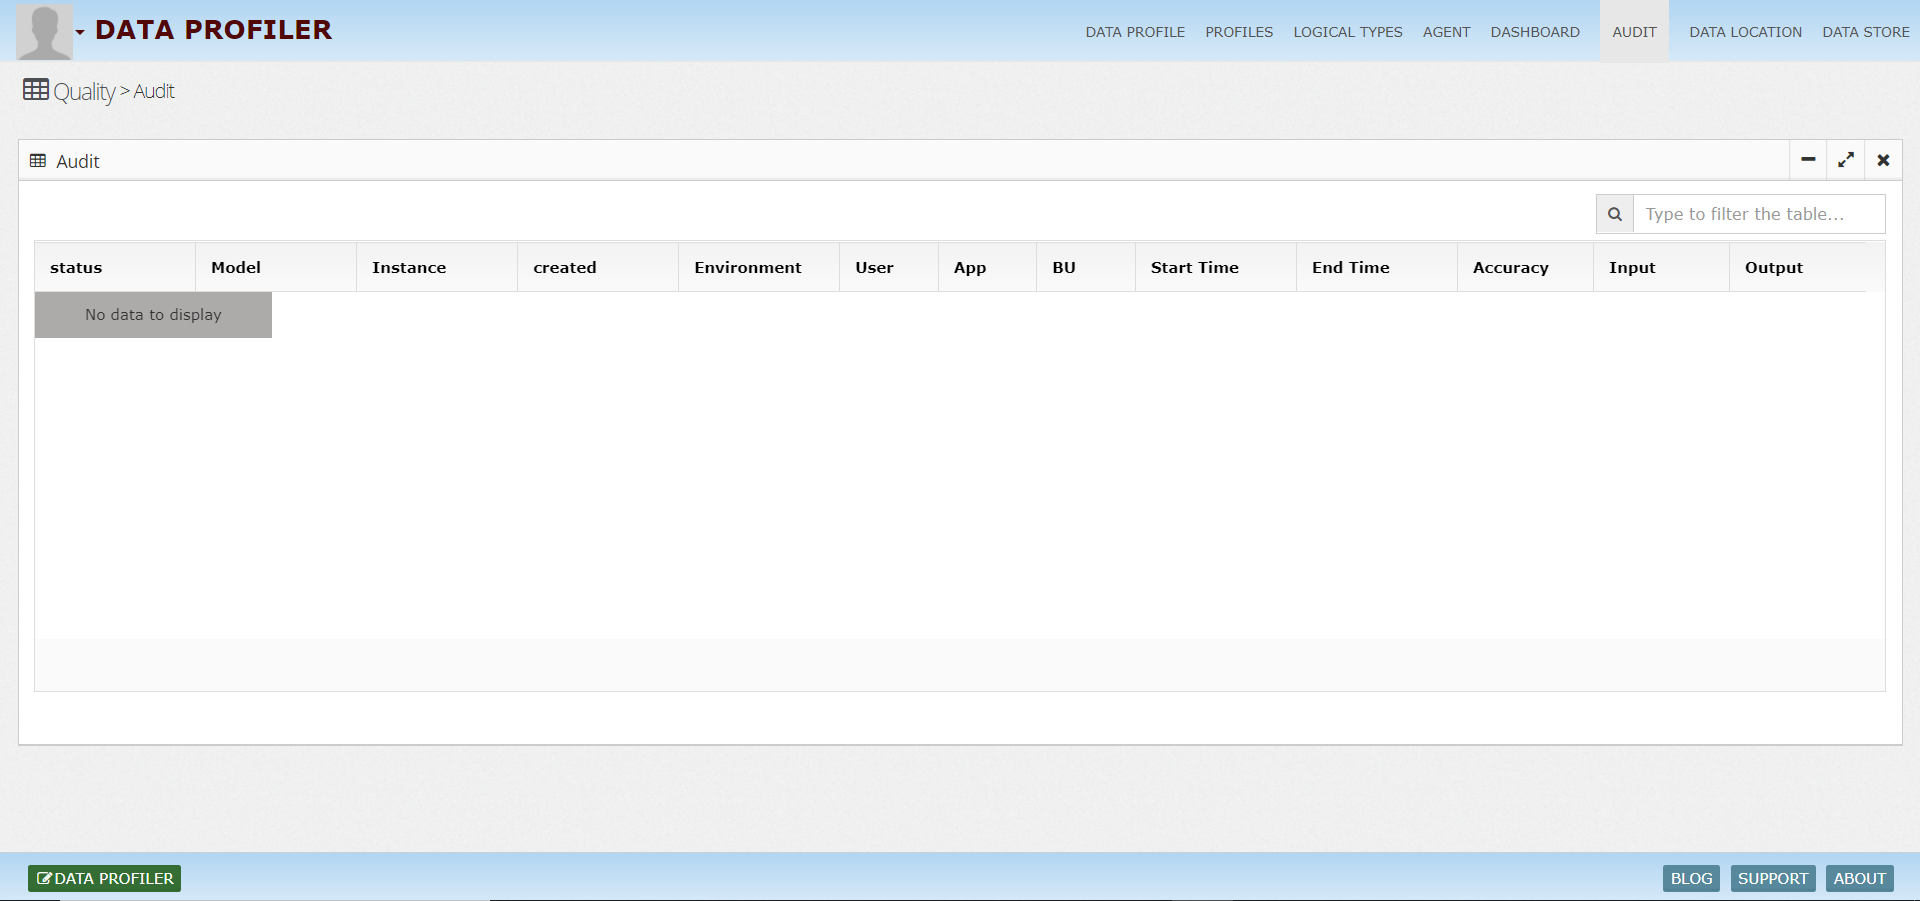 DATA PROFILER
DATA PROFILE PROFILES LOGICAL TYPES AGENT DASHBOARD AUDIT DATA LOCATION DATA STORE
Quality > Audit
Audit
Type to filter the table...
status Model Instance created Environment User App BU Start Time End Time Accuracy Input Output
No data to display
DATA PROFILER
BLOG SUPPORT ABOUT